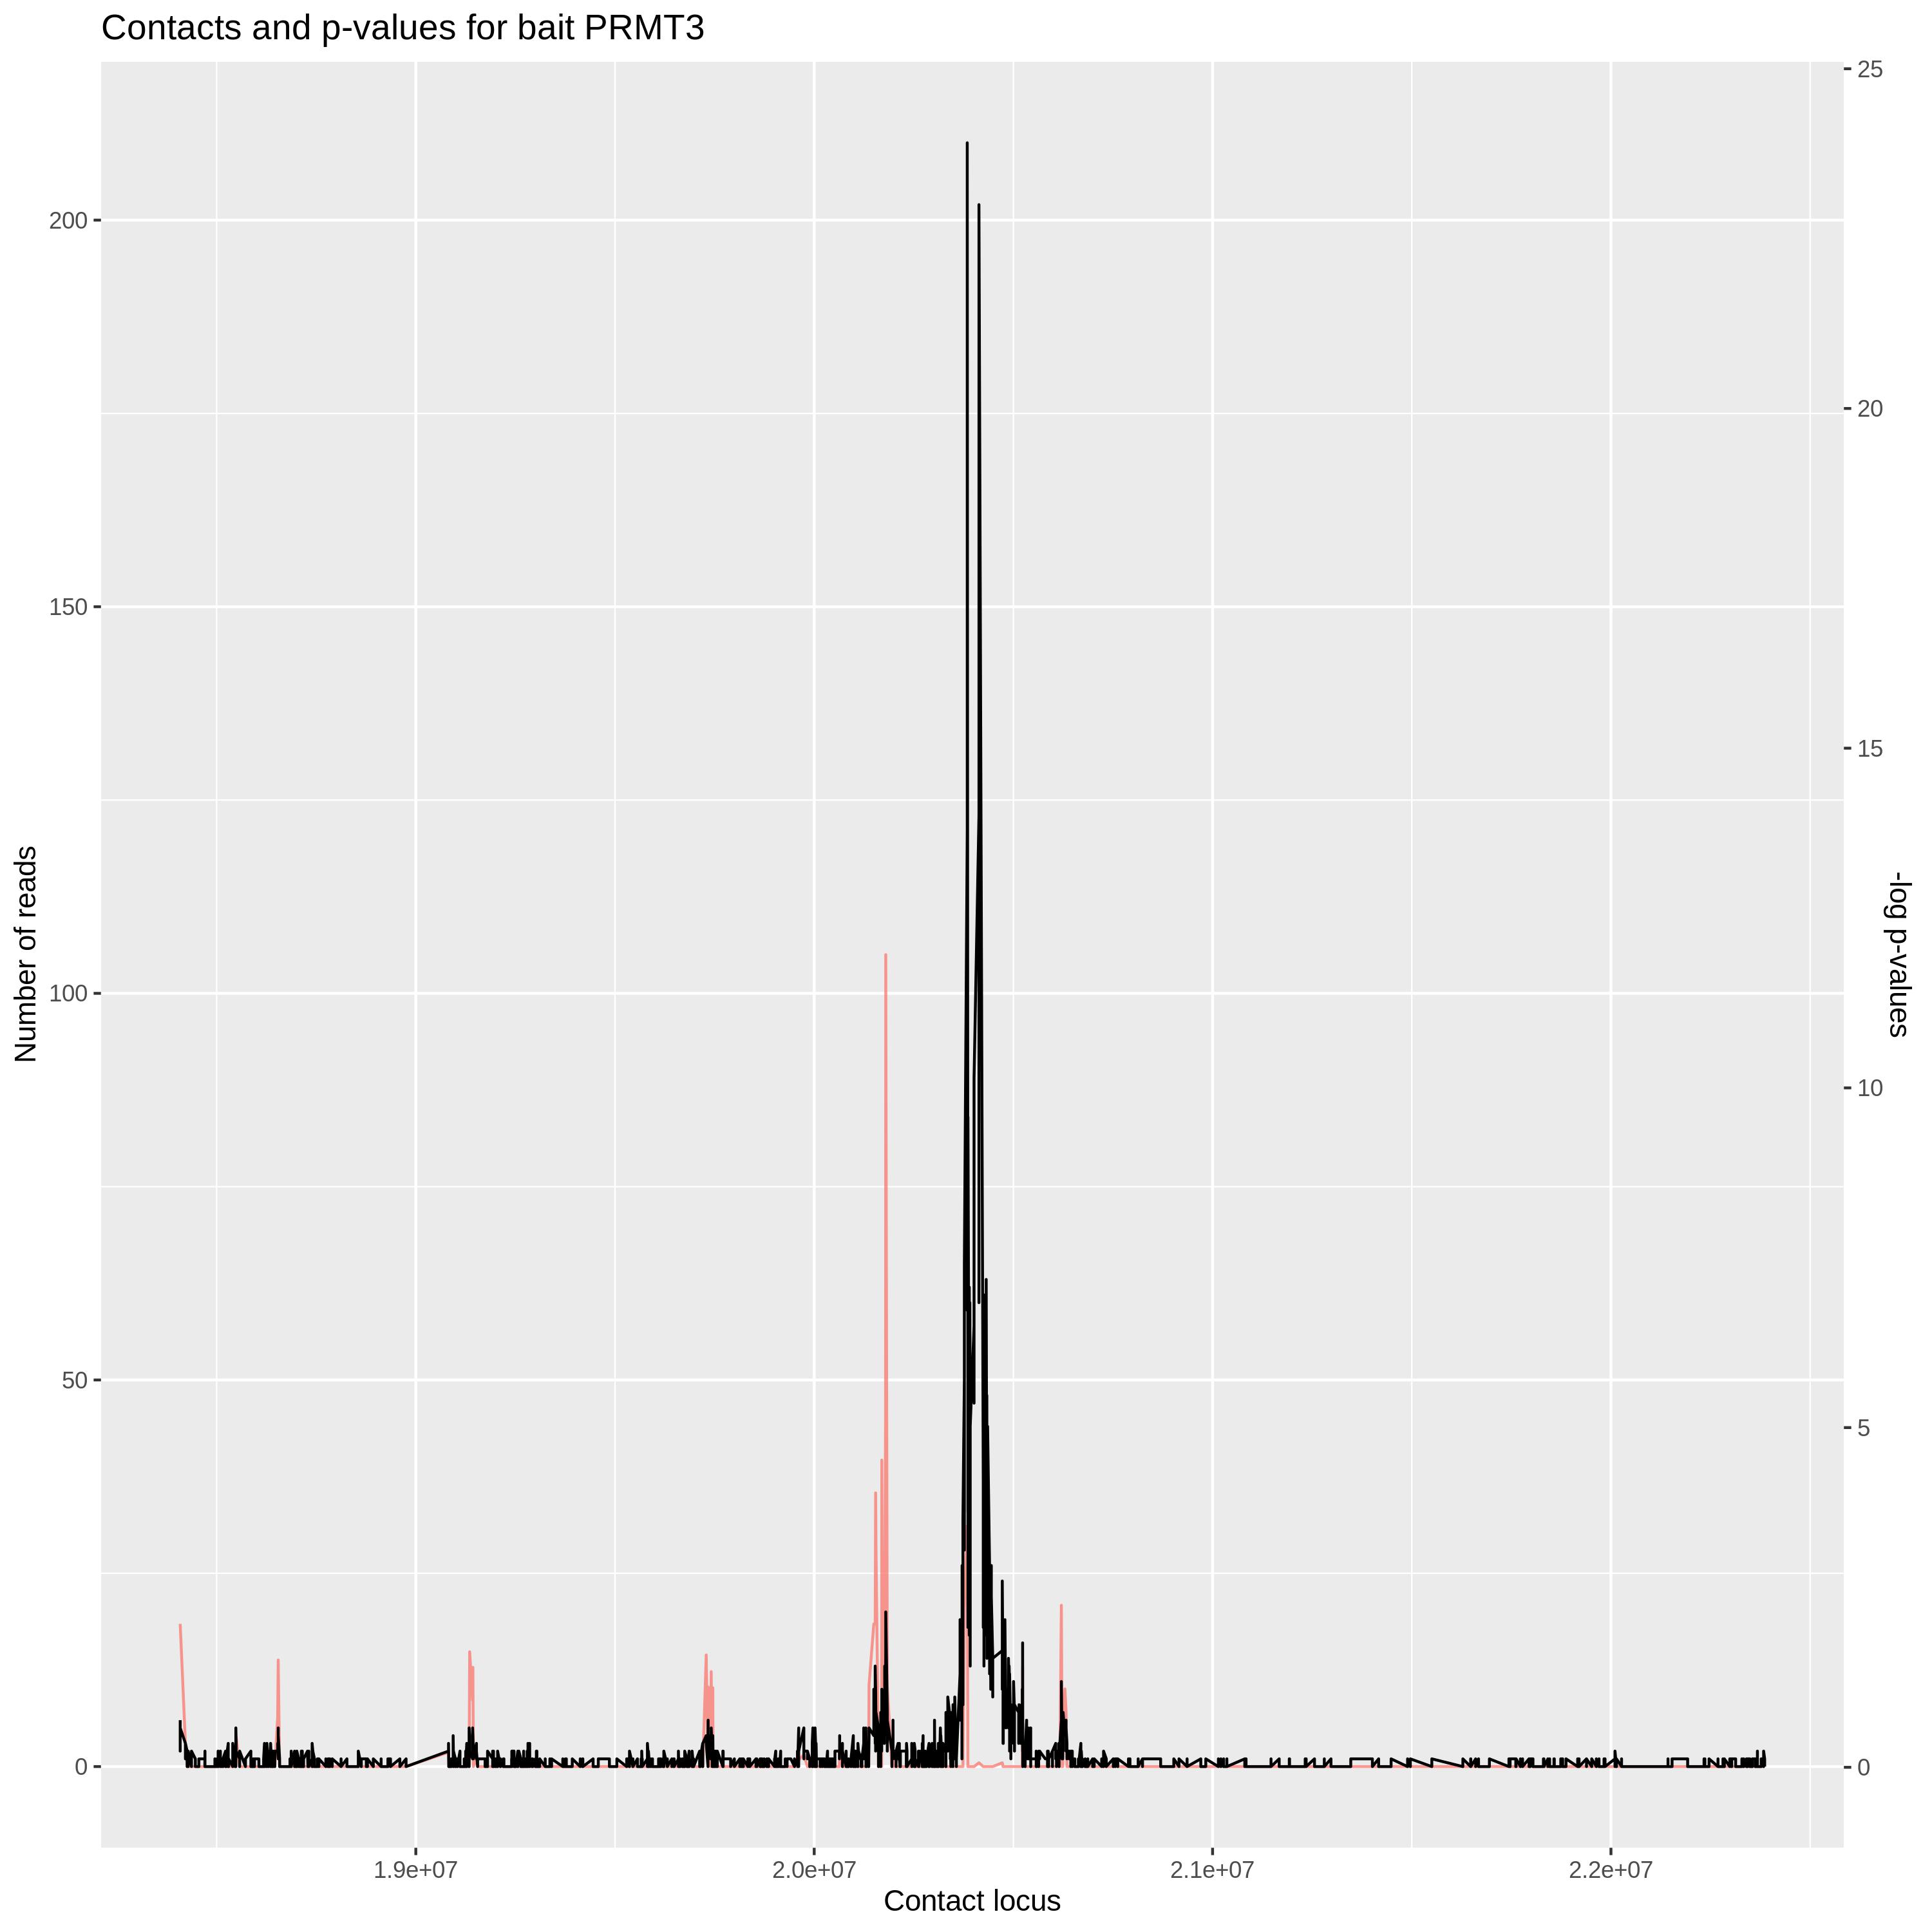 Contacts and p-values for bait PRMT3
25
200
20
150
15
Number of reads
-log p-values
100
10
50
5
0
0
1.9e+07
2.0e+07
2.1e+07
2.2e+07
Contact locus